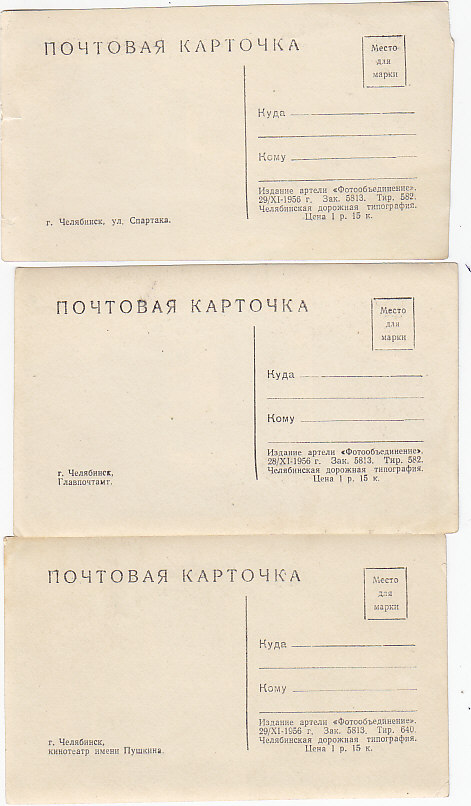 ПОЧТОВАЯ КАРТОЧКА
Место
для
марки
Куда
Кому
Издание артели «Фотообъединение».
29/XI-1956 г. Зак. 5813. Тир. 582.
Челябинская дорожная типография.
Цена 1 р. 15 к.
г. Челябинск, ул. Спартака.
ПОЧТОВАЯ КАРТОЧКА
Место
для
марки
Куда
Кому
Издание артели «Фотообъединение».
28/XI-1956 г. Зак. 5813. Тир. 582.
Челябинская дорожная типография.
Цена 1 р. 15 к.
г. Челябинск,
Главпочтамт.
ПОЧТОВАЯ КАРТОЧКА
Место
для
марки
Куда
Кому
Издание артели «Фотообъединение».
29/XI-1956 г. Зак. 5813. Тир. 640.
Челябинская дорожная типография.
Цена 1 р. 15 к.
г. Челябинск,
кинотеатр имени Пушкина.